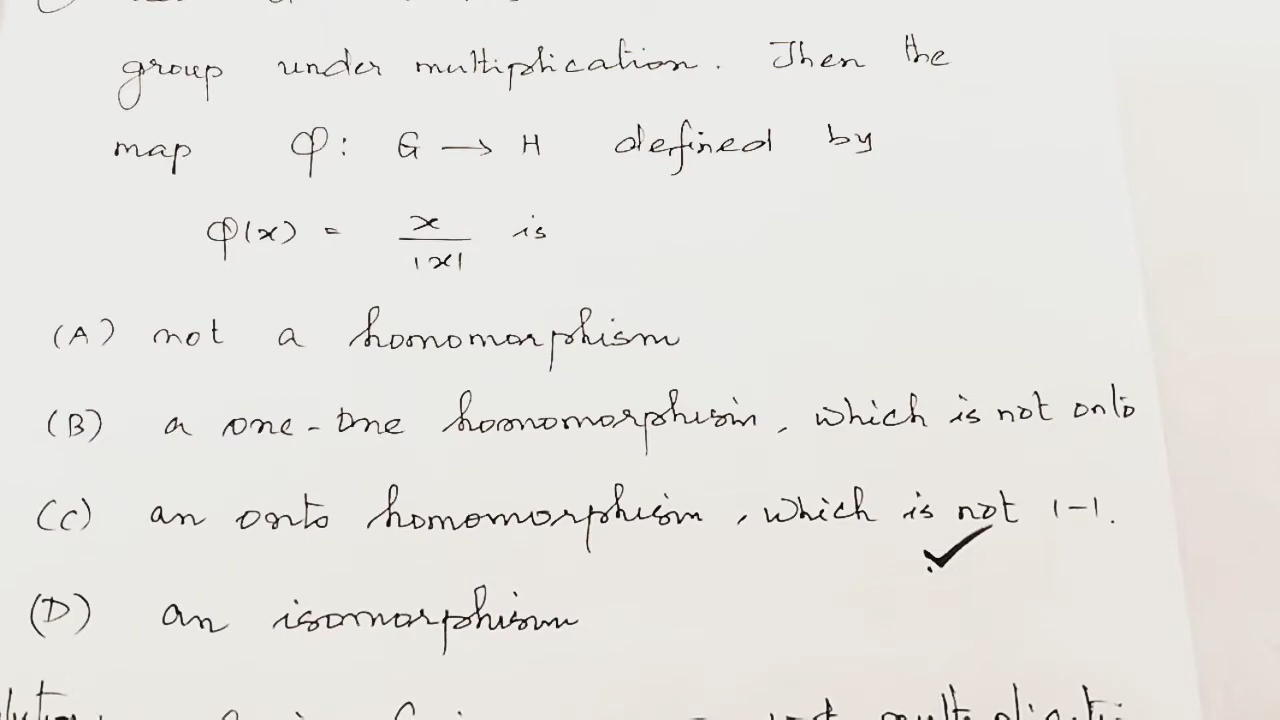 group under multiplication. Then the
map φ: G → H defined by
φ(x) = x/|x| is
(A) not a homomorphism
(B) a one-one homomorphism, which is not onto
(C) an onto homomorphism, which is not 1-1.
(D) an isomorphism